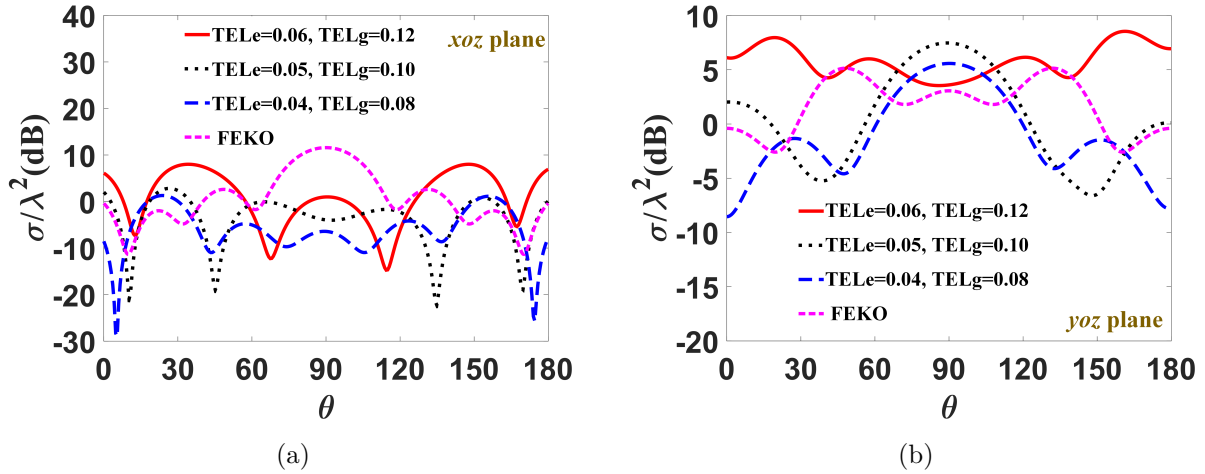 40
30
20
10
0
-10
-20
-30
σ/λ²(dB)
TELe=0.06, TELg=0.12
TELe=0.05, TELg=0.10
TELe=0.04, TELg=0.08
FEKO
xoz plane
0 30 60 90 120 150 180
θ
(a)
10
5
0
-5
-10
-15
-20
σ/λ²(dB)
TELe=0.06, TELg=0.12
TELe=0.05, TELg=0.10
TELe=0.04, TELg=0.08
FEKO
yoz plane
0 30 60 90 120 150 180
θ
(b)